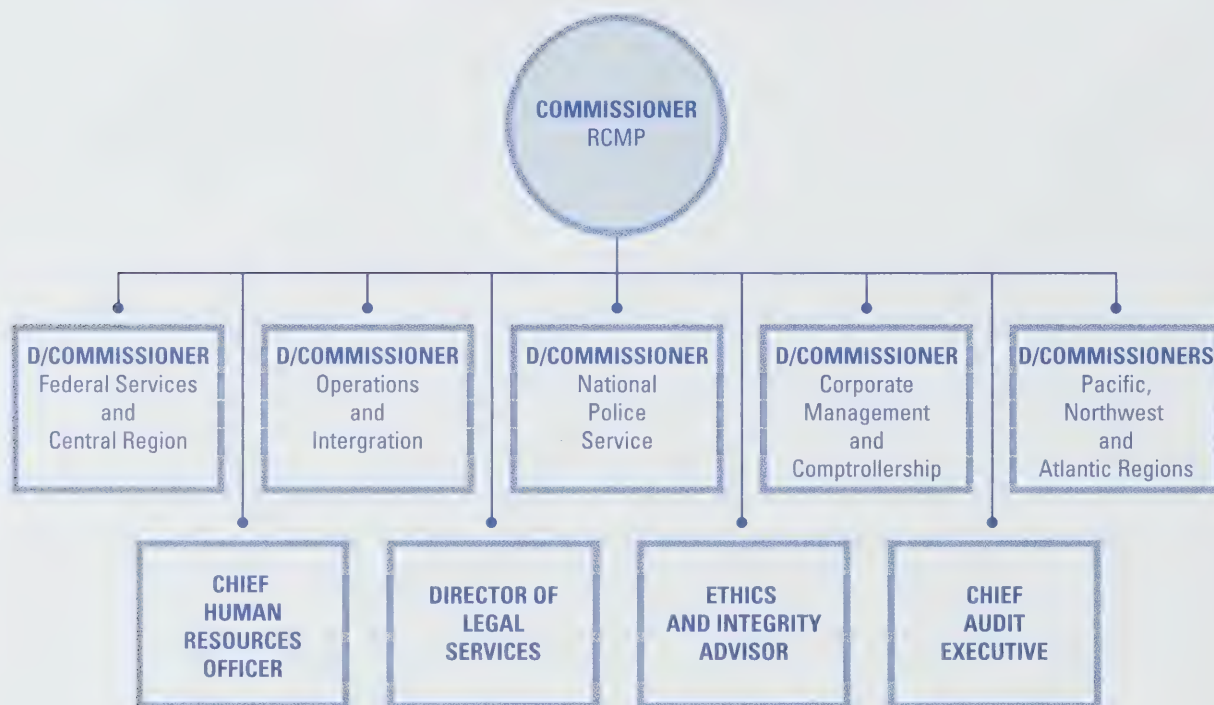 COMMISSIONER
RCMP
D/COMMISSIONER
Federal Services
and
Central Region
D/COMMISSIONER
Operations
and
Intergration
D/COMMISSIONER
National
Police
Service
D/COMMISSIONER
Corporate
Management
and
Comptrollership
D/COMMISSIONERS
Pacific,
Northwest
and
Atlantic Regions
CHIEF
HUMAN
RESOURCES
OFFICER
DIRECTOR OF
LEGAL
SERVICES
ETHICS
AND INTEGRITY
ADVISOR
CHIEF
AUDIT
EXECUTIVE